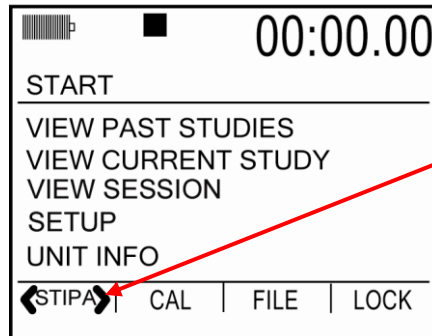 00:00.00
START
VIEW PAST STUDIES
VIEW CURRENT STUDY
VIEW SESSION
SETUP
UNIT INFO
STIPA CAL FILE LOCK